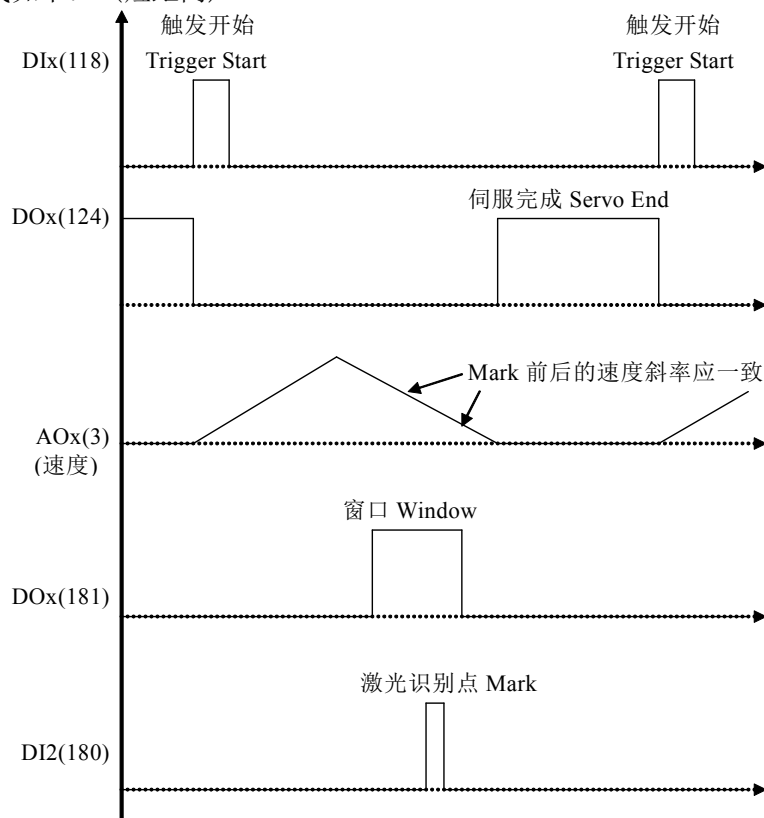 触发开始
触发开始
DIx(118)
Trigger Start
Trigger Start
DOx(124)
伺服完成 Servo End
Mark 前后的速度斜率应一致
AOx(3)
(速度)
窗口 Window
DOx(181)
激光识别点 Mark
DI2(180)